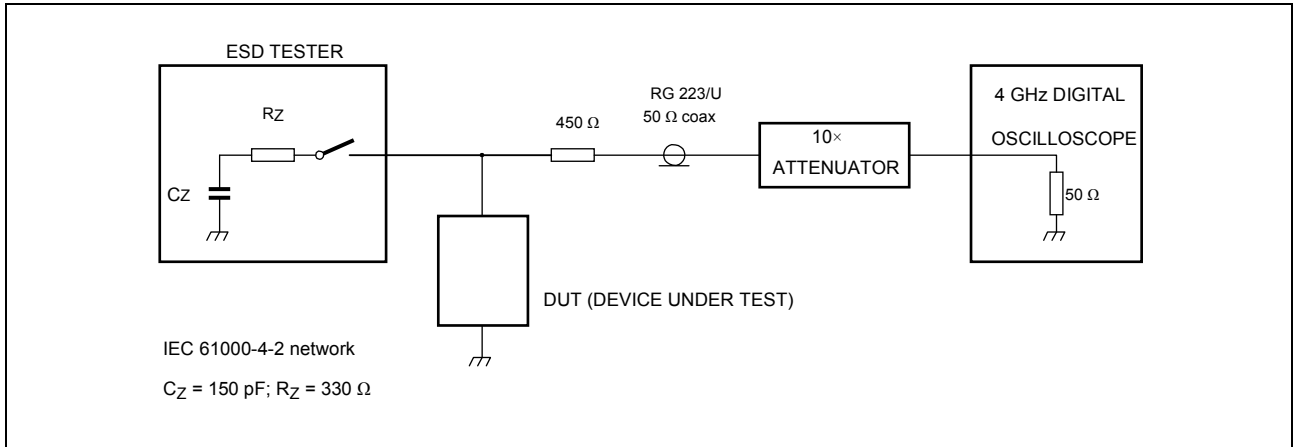 ESD TESTER
RZ
CZ
450 Ω
RG 223/U
50 Ω coax
10×
ATTENUATOR
4 GHz DIGITAL
OSCILLOSCOPE
50 Ω
DUT (DEVICE UNDER TEST)
IEC 61000-4-2 network
CZ = 150 pF; RZ = 330 Ω